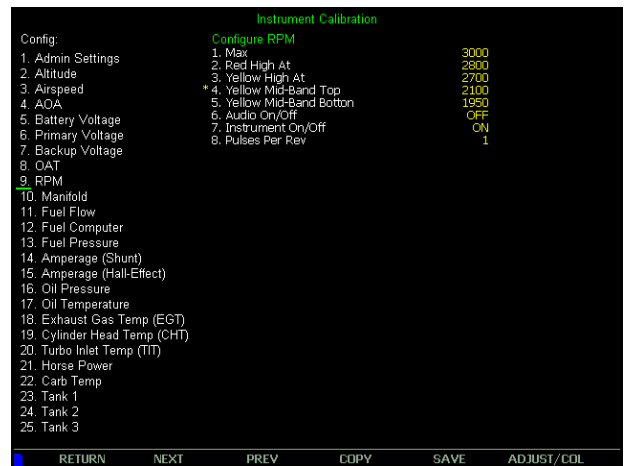 Instrument Calibration
Config:
1. Admin Settings
2. Altitude
3. Airspeed
4. AOA
5. Battery Voltage
6. Primary Voltage
7. Backup Voltage
8. OAT
9. RPM
10. Manifold
11. Fuel Flow
12. Fuel Computer
13. Fuel Pressure
14. Amperage (Shunt)
15. Amperage (Hall-Effect)
16. Oil Pressure
17. Oil Temperature
18. Exhaust Gas Temp (EGT)
19. Cylinder Head Temp (CHT)
20. Turbo Inlet Temp (TIT)
21. Horse Power
22. Carb Temp
23. Tank 1
24. Tank 2
25. Tank 3
Configure RPM
1. Max 3000
2. Red High At 2800
3. Yellow High At 2700
*4. Yellow Mid-Band Top 2100
5. Yellow Mid-Band Botton 1950
6. Audio On/Off OFF
7. Instrument On/Off ON
8. Pulses Per Rev 1
RETURN NEXT PREV COPY SAVE ADJUST/COL